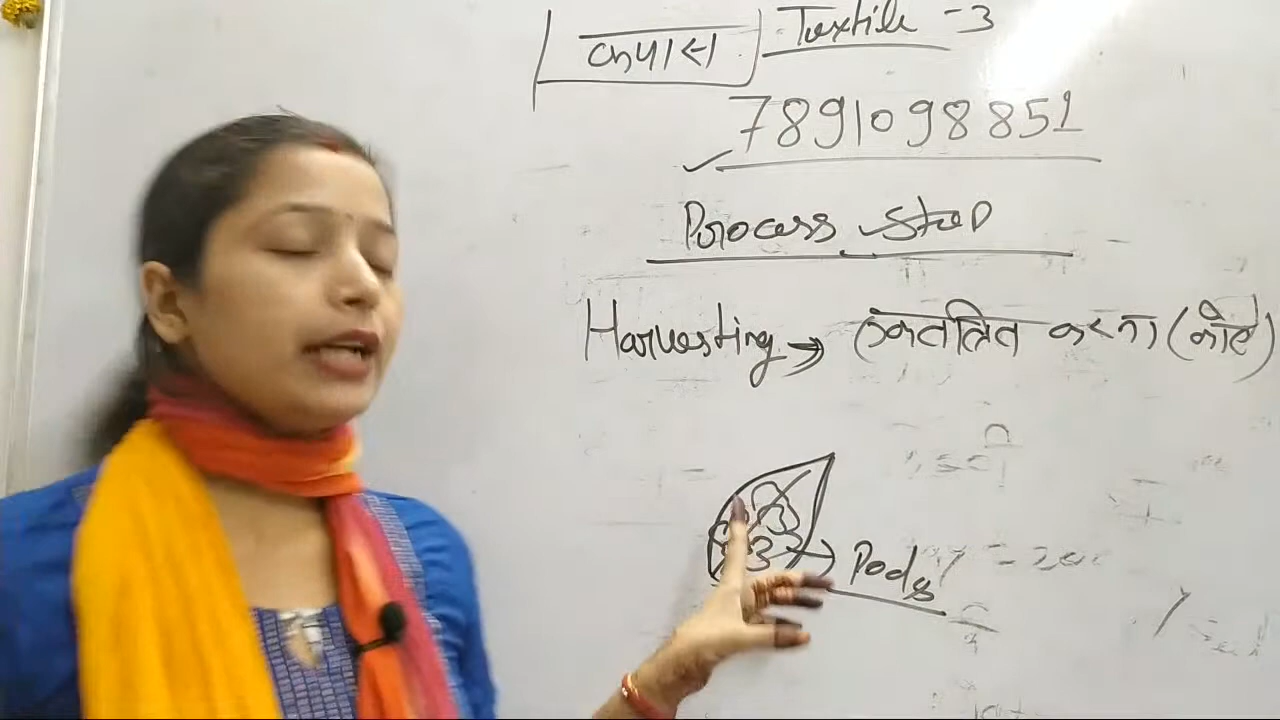 कपास Textile -3
7891098851
Process step
Harvesting → एकत्रित करना
→ Pods